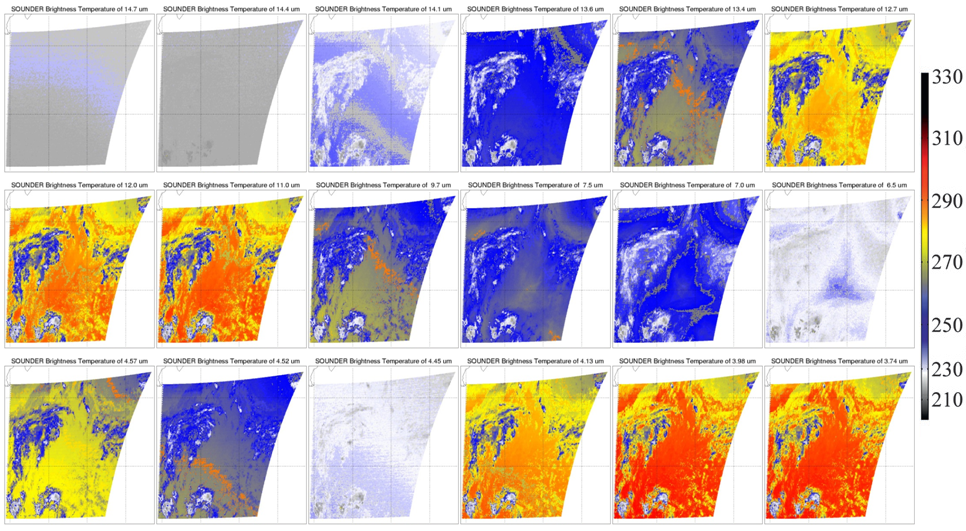 SOUNDER Brightness Temperature of 14.7 um
SOUNDER Brightness Temperature of 14.4 um
SOUNDER Brightness Temperature of 14.1 um
SOUNDER Brightness Temperature of 13.6 um
SOUNDER Brightness Temperature of 13.4 um
SOUNDER Brightness Temperature of 12.7 um
SOUNDER Brightness Temperature of 12.0 um
SOUNDER Brightness Temperature of 11.0 um
SOUNDER Brightness Temperature of 9.7 um
SOUNDER Brightness Temperature of 7.5 um
SOUNDER Brightness Temperature of 7.0 um
SOUNDER Brightness Temperature of 6.5 um
SOUNDER Brightness Temperature of 4.57 um
SOUNDER Brightness Temperature of 4.52 um
SOUNDER Brightness Temperature of 4.45 um
SOUNDER Brightness Temperature of 4.13 um
SOUNDER Brightness Temperature of 3.98 um
SOUNDER Brightness Temperature of 3.74 um
330
310
290
270
250
230
210